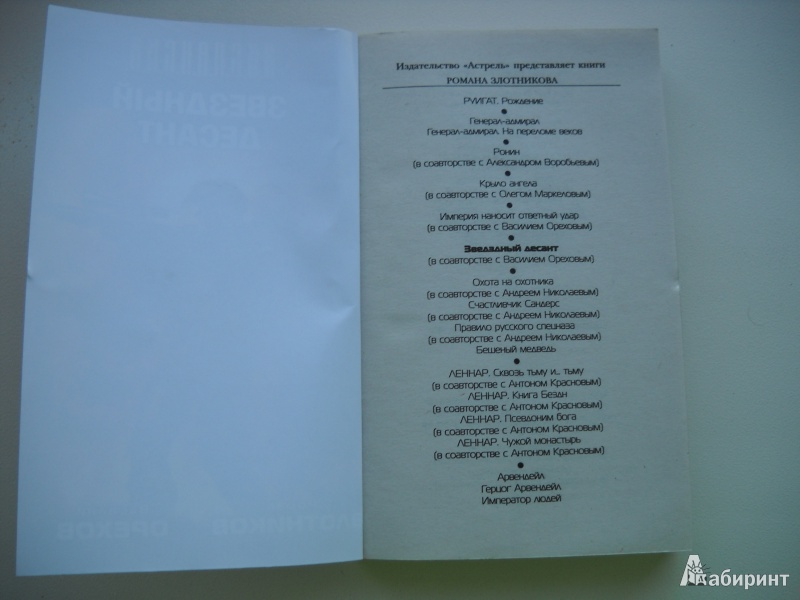 Издательство «Астрель» представляет книги
РОМАНА ЗЛОТНИКОВА
РУИГАТ. Рождение
Генерал-адмирал
Генерал-адмирал. На переломе веков
Ронин
(в соавторстве с Александром Воробьевым)
Крыло ангела
(в соавторстве с Олегом Маркеловым)
Империя наносит ответный удар
(в соавторстве с Василием Ореховым)
Звездный десант
(в соавторстве с Василием Ореховым)
Охота на охотника
(в соавторстве с Андреем Николаевым)
Счастливчик Сандерс
(в соавторстве с Андреем Николаевым)
Правило русского спецназа
(в соавторстве с Андреем Николаевым)
Бешеный медведь
ЛЕННАР. Сквозь тьму и.. тьму
(в соавторстве с Антоном Красновым)
ЛЕННАР. Книга Бездн
(в соавторстве с Антоном Красновым)
ЛЕННАР. Псевдоним бога
(в соавторстве с Антоном Красновым)
ЛЕННАР. Чужой монастырь
(в соавторстве с Антоном Красновым)
Арвендейл
Герцог Арвендейл
Император людей
Лабиринт